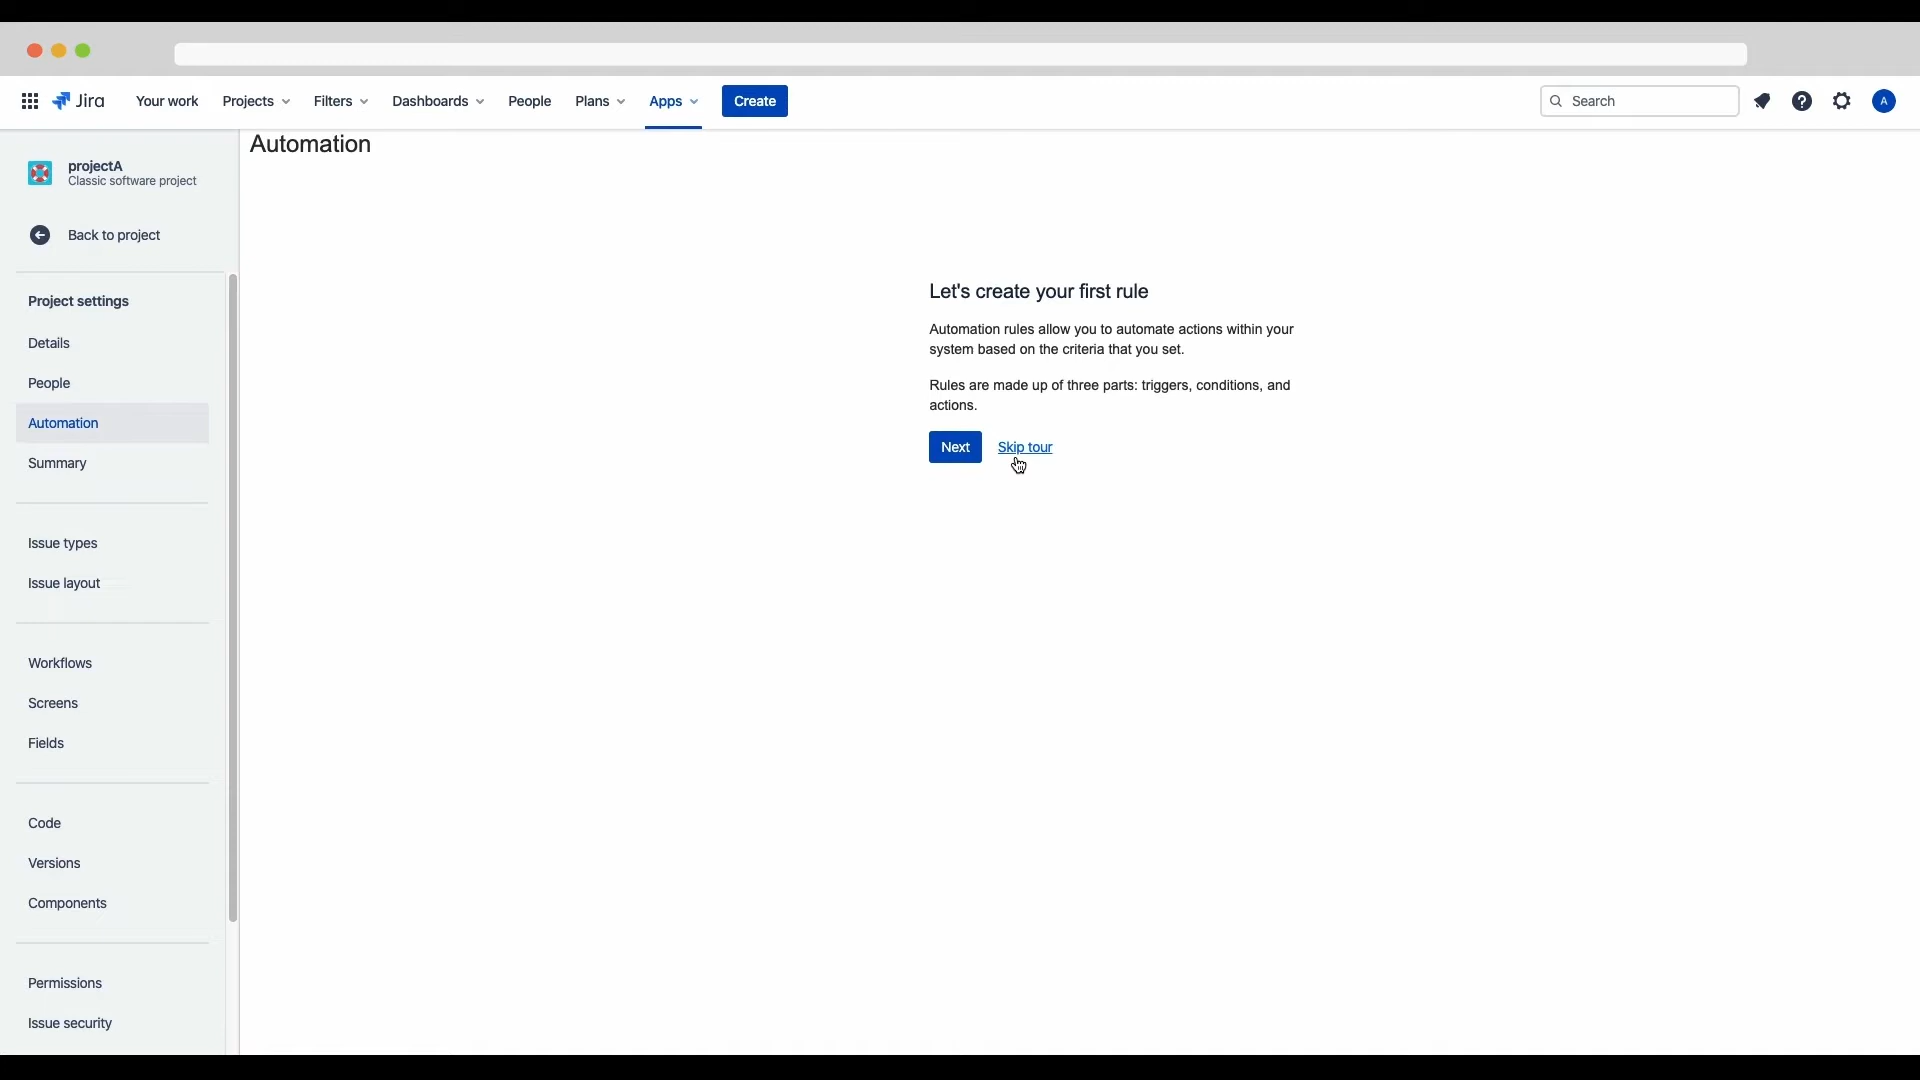 Jira
Your work
Projects
Filters
Dashboards
People
Plans
Apps
Create
Search
A
projectA
Classic software project
Back to project
Project settings
Details
People
Automation
Summary
Issue types
Issue layout
Workflows
Screens
Fields
Code
Versions
Components
Permissions
Issue security
Automation
Let's create your first rule
Automation rules allow you to automate actions within your
system based on the criteria that you set.
Rules are made up of three parts: triggers, conditions, and
actions.
Next
Skip tour